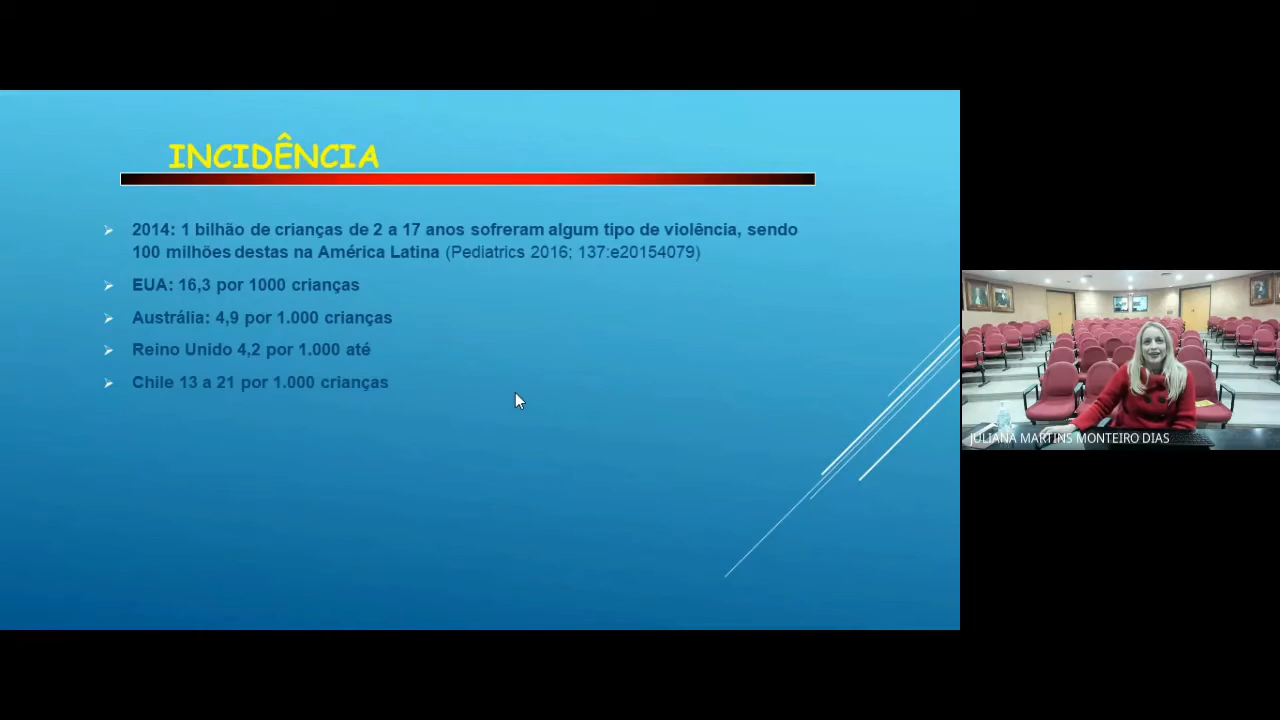 INCIDÊNCIA
2014: 1 bilhão de crianças de 2 a 17 anos sofreram algum tipo de violência, sendo
100 milhões destas na América Latina (Pediatrics 2016; 137:e20154079)
EUA: 16,3 por 1000 crianças
Austrália: 4,9 por 1.000 crianças
Reino Unido 4,2 por 1.000 até
Chile 13 a 21 por 1.000 crianças
JULIANA MARTINS MONTEIRO DIAS